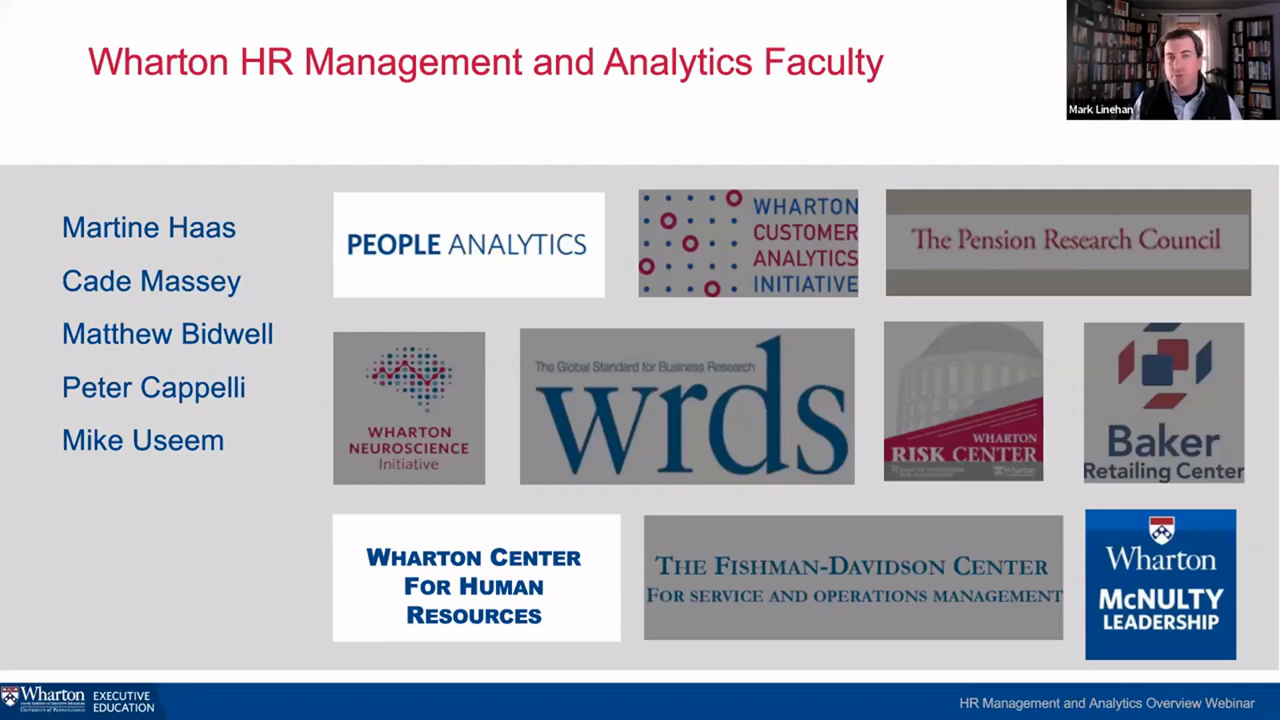 Wharton HR Management and Analytics Faculty
Mark Linehan
Martine Haas
Cade Massey
Matthew Bidwell
Peter Cappelli
Mike Useem
PEOPLE ANALYTICS
WHARTON
CUSTOMER
ANALYTICS
INITIATIVE
The Pension Research Council
WHARTON
NEUROSCIENCE
Initiative
The Global Standard for Business Research
wrds
WHARTON
RISK CENTER
Baker
Retailing Center
WHARTON CENTER
FOR HUMAN
RESOURCES
THE FISHMAN-DAVIDSON CENTER
FOR SERVICE AND OPERATIONS MANAGEMENT
Wharton
McNULTY
LEADERSHIP
Wharton
UNIVERSITY OF PENNSYLVANIA
EXECUTIVE
EDUCATION
HR Management and Analytics Overview Webinar